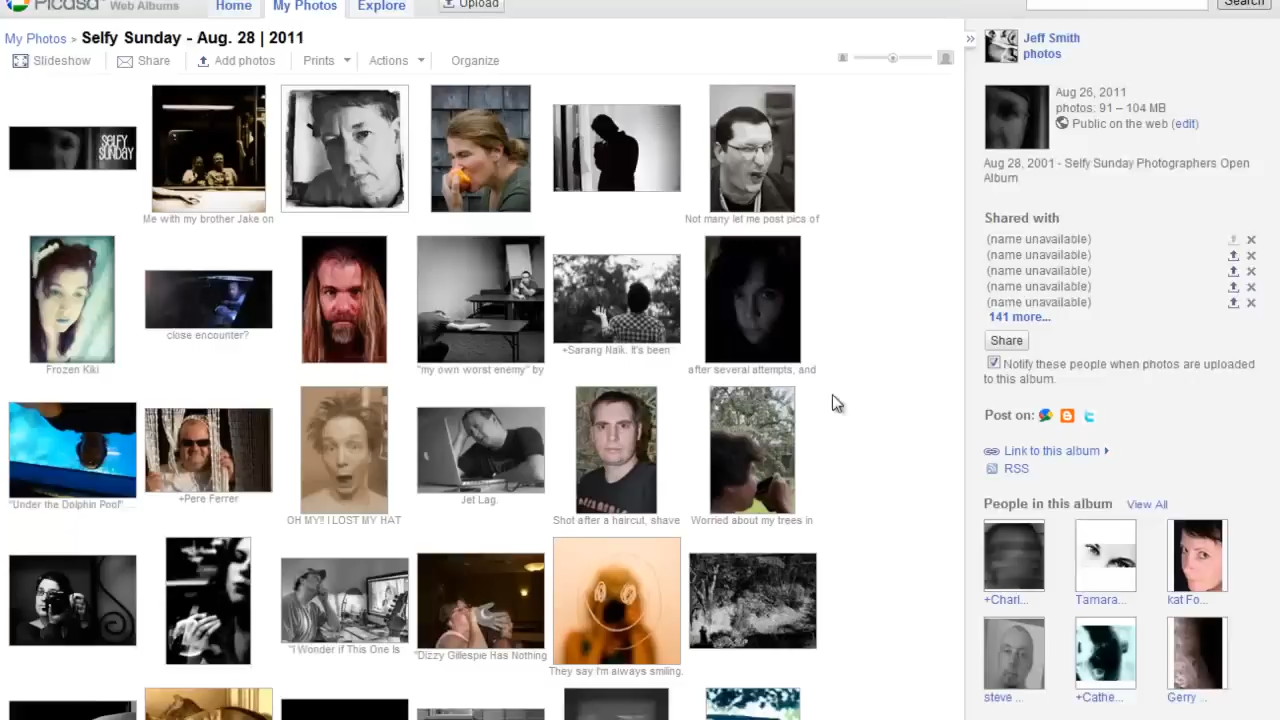 Picasa Web Albums
Home
My Photos
Explore
Upload
Search
My Photos > Selfy Sunday - Aug. 28 | 2011
Slideshow
Share
Add photos
Prints
Actions
Organize
SELFY
SUNDAY
Me with my brother Jake on
Not many let me post pics of
Frozen Kiki
close encounter?
"my own worst enemy" by
+Sarang Naik. It's been
after several attempts, and
"Under the Dolphin Pool" ...
+Pere Ferrer
OH MY!! I LOST MY HAT
Jet Lag.
Shot after a haircut, shave
Worried about my trees in
"I Wonder if This One Is
"Dizzy Gillespie Has Nothing
They say I'm always smiling.
»
Jeff Smith
photos
Aug 26, 2011
photos: 91 – 104 MB
Public on the web (edit)
Aug 28, 2001 - Selfy Sunday Photographers Open
Album
Shared with
(name unavailable)
(name unavailable)
(name unavailable)
(name unavailable)
(name unavailable)
141 more...
Share
Notify these people when photos are uploaded
to this album.
Post on:
Link to this album
RSS
People in this album View All
+Charl...
Tamara...
kat Fo...
steve ...
+Cathe...
Gerry ...